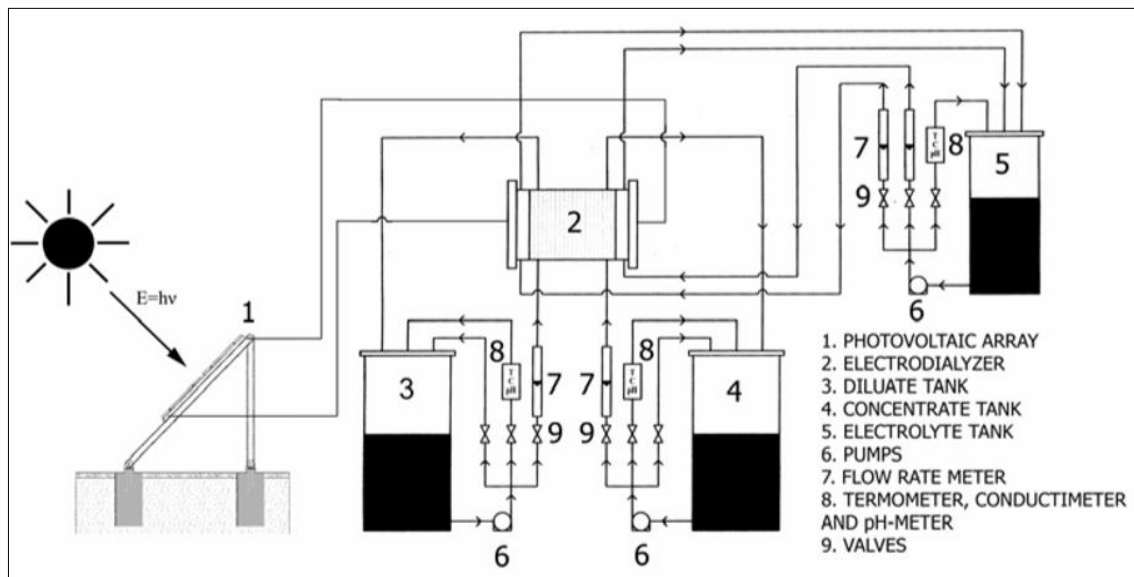 E=hν
1
2
3
4
5
6
6
6
7
7
7
8
8
8
9
9
9
T
C
pH
T
C
pH
T
C
pH
1. PHOTOVOLTAIC ARRAY
2. ELECTRODIALYZER
3. DILUATE TANK
4. CONCENTRATE TANK
5. ELECTROLYTE TANK
6. PUMPS
7. FLOW RATE METER
8. TERMOMETER, CONDUCTIMETER
AND pH-METER
9. VALVES